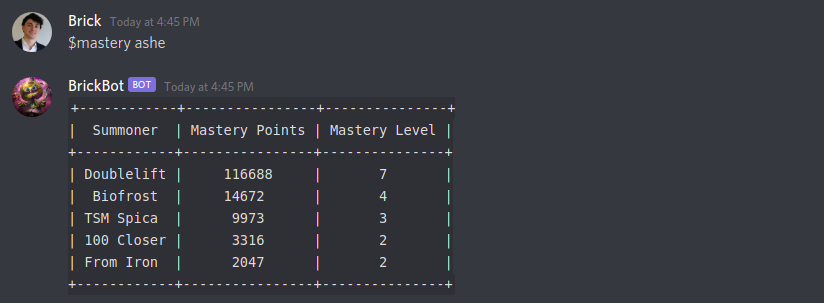 Brick Today at 4:45 PM
$mastery ashe
BrickBot BOT Today at 4:45 PM
+------------+----------------+---------------+
|  Summoner  | Mastery Points | Mastery Level |
+------------+----------------+---------------+
| Doublelift |     116688     |       7       |
|  Biofrost  |     14672      |       4       |
| TSM Spica  |      9973      |       3       |
| 100 Closer |      3316      |       2       |
| From Iron  |      2047      |       2       |
+------------+----------------+---------------+